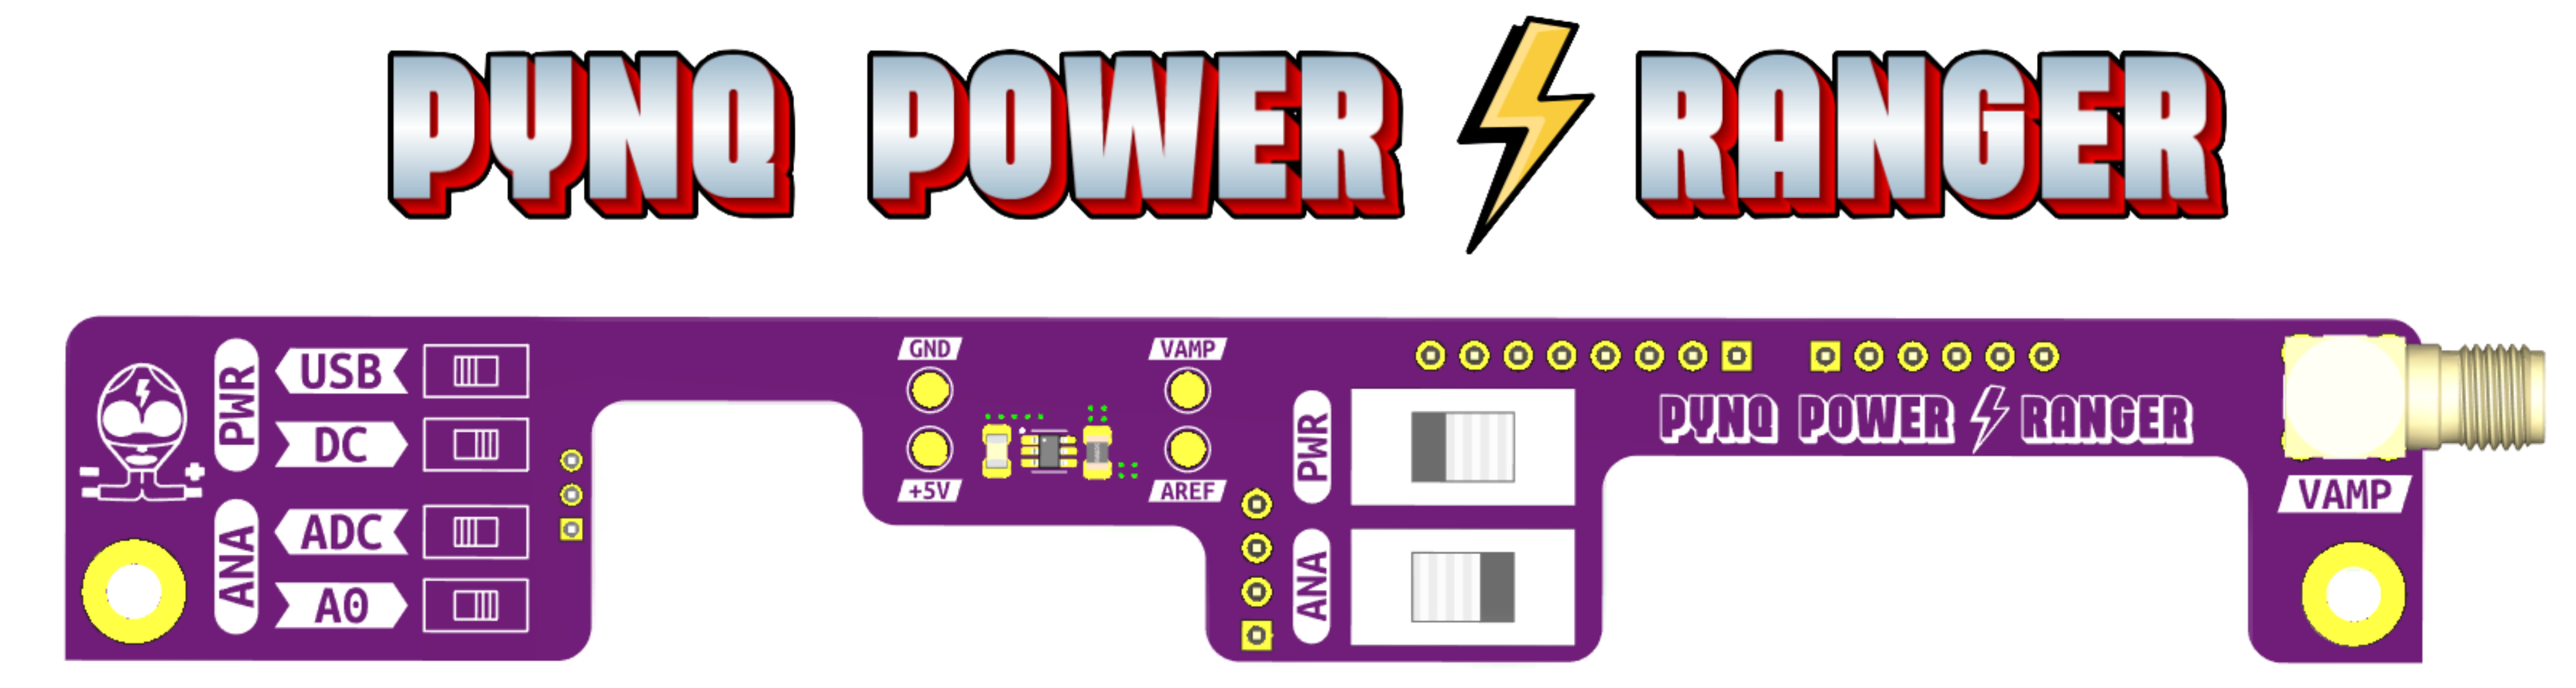 PYNQ POWER RANGER
PWR
USB
DC
ANA
ADC
A0
GND
+5V
VAMP
AREF
PWR
ANA
PYNQ POWER RANGER
VAMP